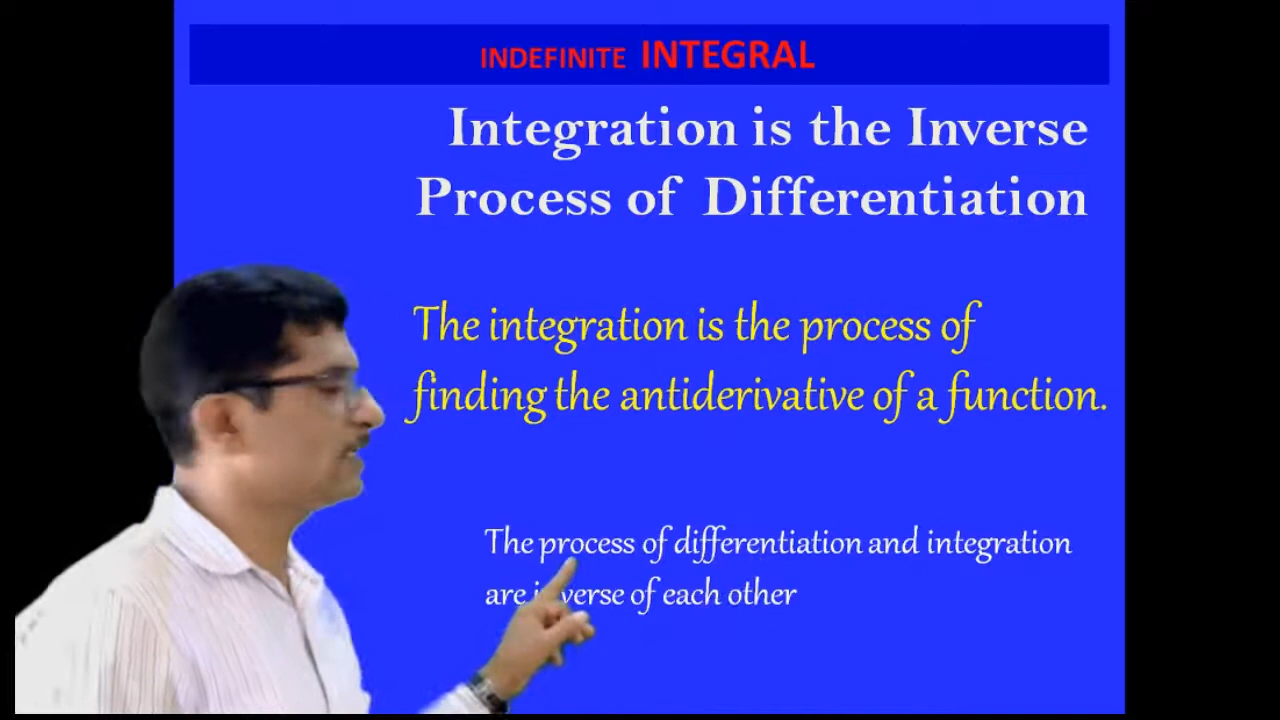 INDEFINITE INTEGRAL
Integration is the Inverse
Process of Differentiation
The integration is the process of
finding the antiderivative of a function.
The process of differentiation and integration
are inverse of each other